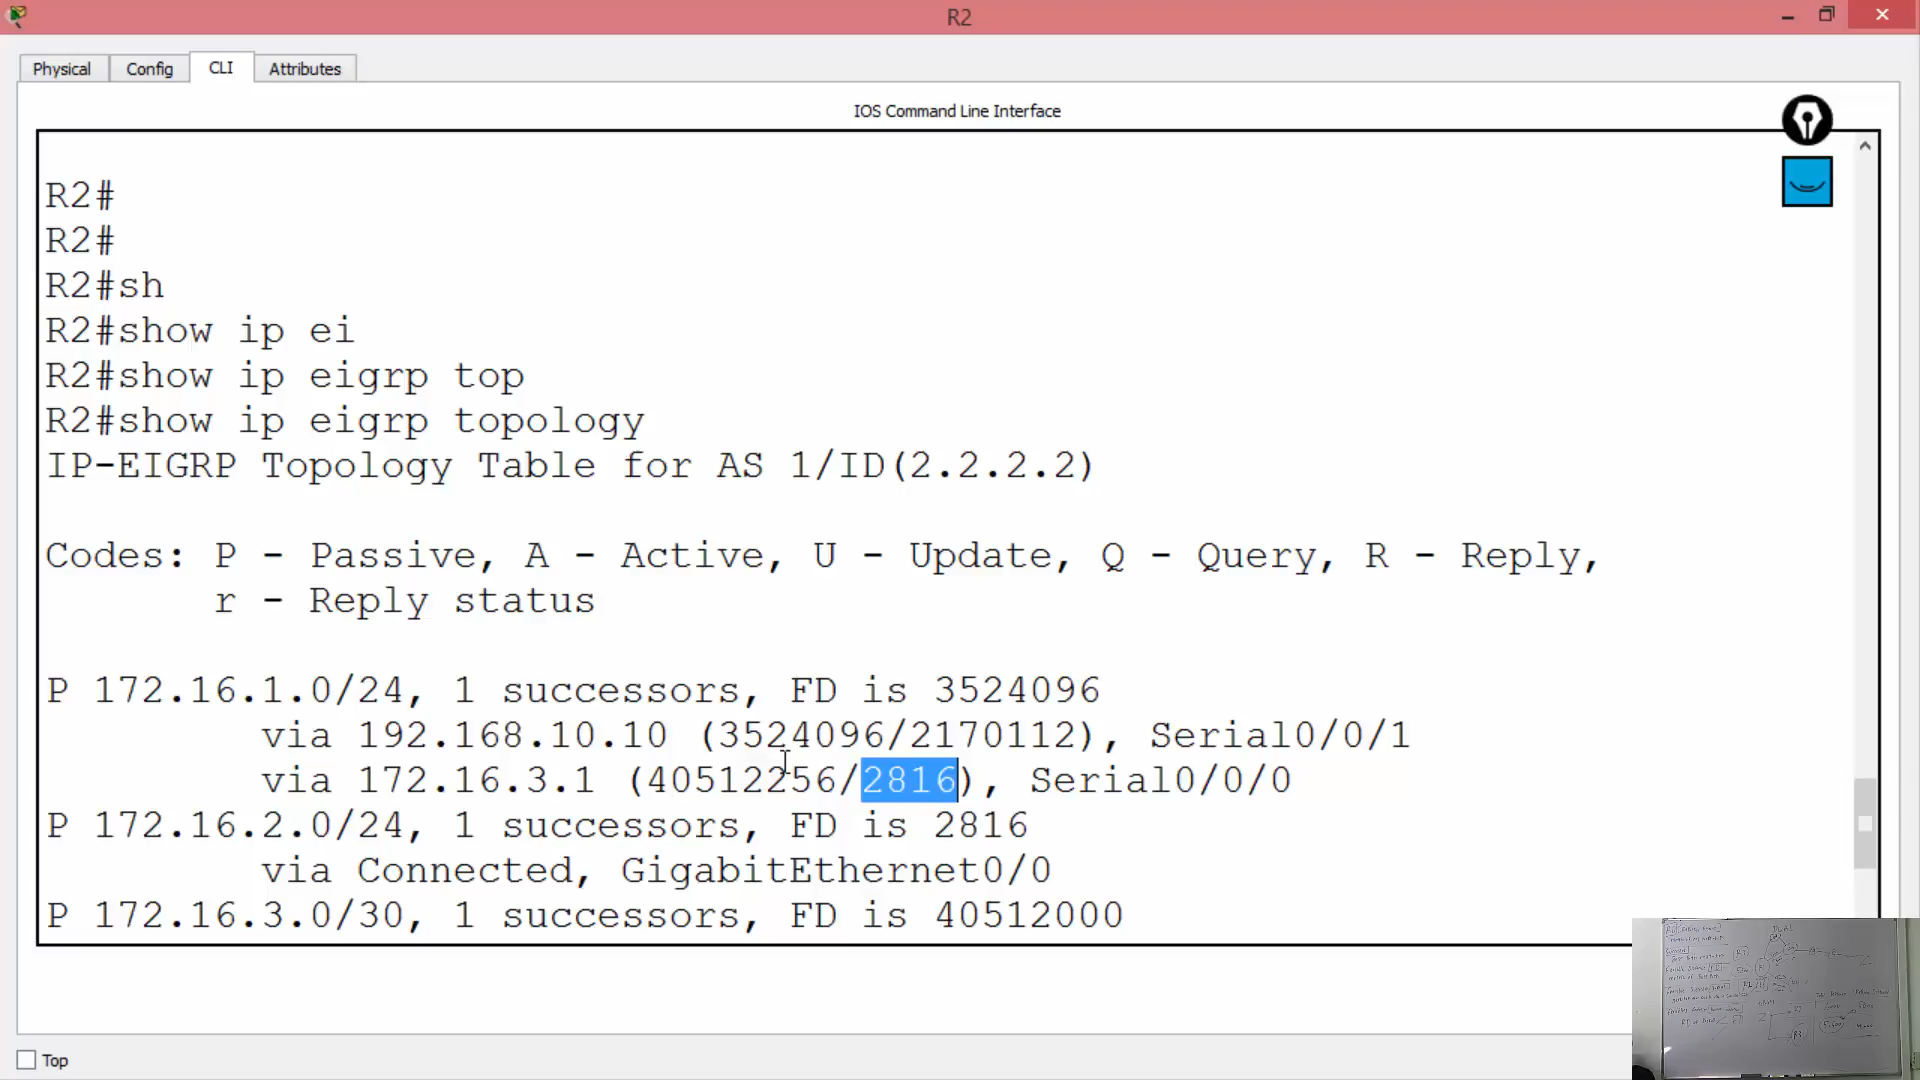 R2
Physical
Config
CLI
Attributes
IOS Command Line Interface
R2#
R2#
R2#sh
R2#show ip ei
R2#show ip eigrp top
R2#show ip eigrp topology
IP-EIGRP Topology Table for AS 1/ID(2.2.2.2)
Codes: P - Passive, A - Active, U - Update, Q - Query, R - Reply,
r - Reply status
P 172.16.1.0/24, 1 successors, FD is 3524096
via 192.168.10.10 (3524096/2170112), Serial0/0/1
via 172.16.3.1 (40512256/2816), Serial0/0/0
P 172.16.2.0/24, 1 successors, FD is 2816
via Connected, GigabitEthernet0/0
P 172.16.3.0/30, 1 successors, FD is 40512000
Top
DUAL